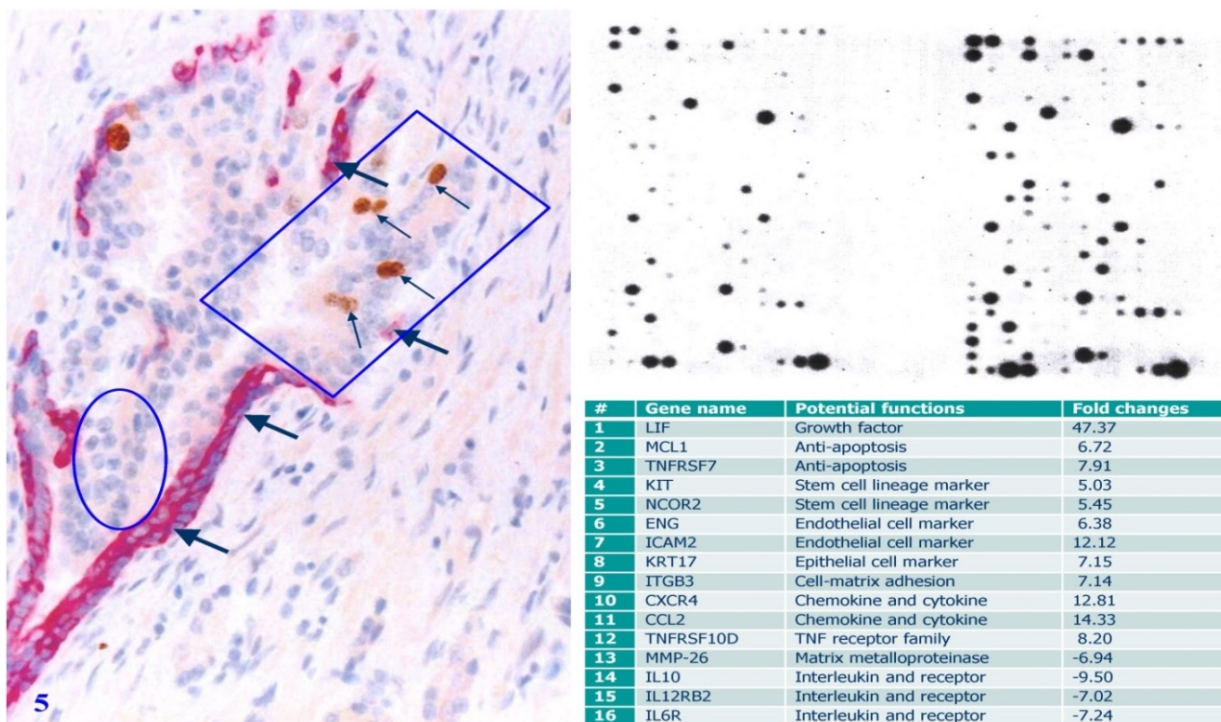 5
# Gene name Potential functions Fold changes
1 LIF Growth factor 47.37
2 MCL1 Anti-apoptosis 6.72
3 TNFRSF7 Anti-apoptosis 7.91
4 KIT Stem cell lineage marker 5.03
5 NCOR2 Stem cell lineage marker 5.45
6 ENG Endothelial cell marker 6.38
7 ICAM2 Endothelial cell marker 12.12
8 KRT17 Epithelial cell marker 7.15
9 ITGB3 Cell-matrix adhesion 7.14
10 CXCR4 Chemokine and cytokine 12.81
11 CCL2 Chemokine and cytokine 14.33
12 TNFRSF10D TNF receptor family 8.20
13 MMP-26 Matrix metalloproteinase -6.94
14 IL10 Interleukin and receptor -9.50
15 IL12RB2 Interleukin and receptor -7.02
16 IL6R Interleukin and receptor -7.24